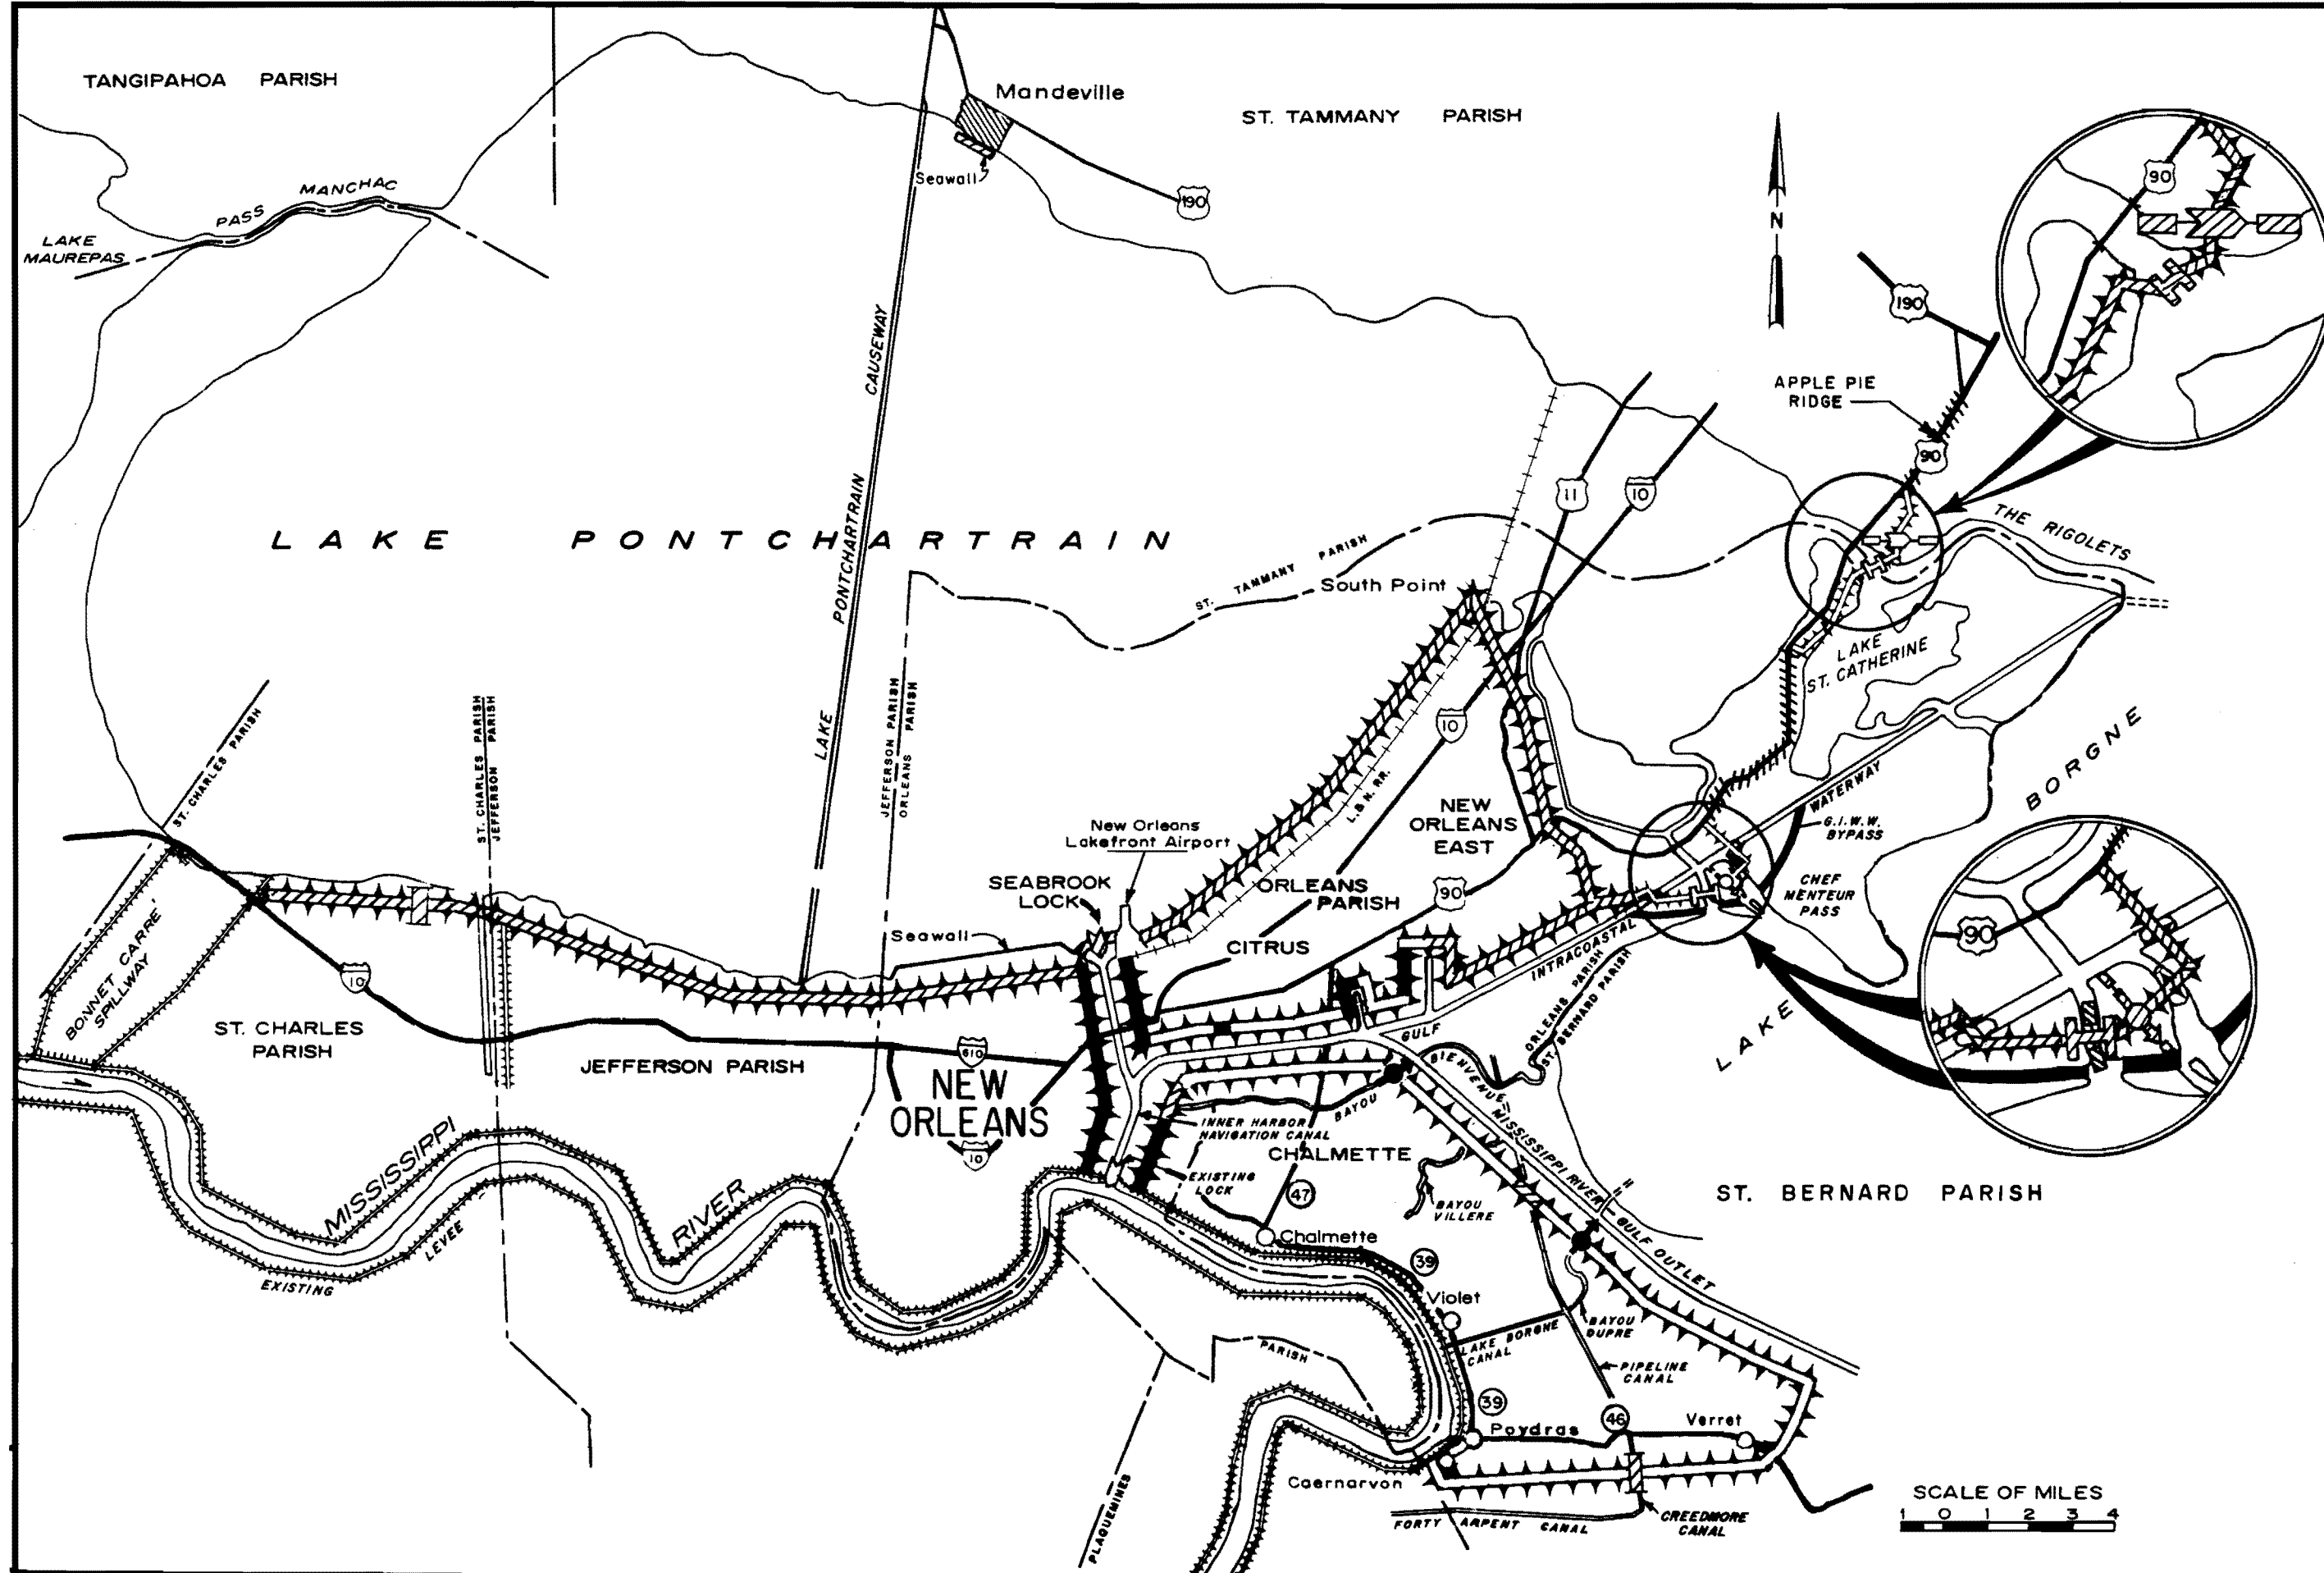 TANGIPAHOA PARISH
Mandeville
ST. TAMMANY PARISH
Seawall
190
PASS MANCHAC
LAKE
MAUREPAS
N
90
190
APPLE PIE
RIDGE
90
LAKE PONTCHARTRAIN CAUSEWAY
11
10
THE RIGOLETS
LAKE PONTCHARTRAIN
ST. TAMMANY PARISH
South Point
LAKE
ST. CATHERINE
ST. CHARLES PARISH
ST. CHARLES PARISH
JEFFERSON PARISH
JEFFERSON PARISH
ORLEANS PARISH
10
L.& N. RR.
NEW
ORLEANS
EAST
WATERWAY
G.I.W.W.
BYPASS
LAKE BORGNE
New Orleans
Lakefront Airport
SEABROOK
LOCK
ORLEANS
PARISH
90
CHEF
MENTEUR
PASS
90
Seawall
CITRUS
INTRACOASTAL
ORLEANS PARISH
ST. BERNARD PARISH
BONNET CARRE'
SPILLWAY
10
ST. CHARLES
PARISH
JEFFERSON PARISH
610
NEW
ORLEANS
10
GULF
BAYOU BIENVENUE
INNER HARBOR
NAVIGATION CANAL
CHALMETTE
EXISTING
LOCK
47
BAYOU
VILLERE
MISSISSIPPI RIVER - GULF OUTLET
ST. BERNARD PARISH
MISSISSIPPI RIVER
EXISTING LEVEE
Chalmette
39
Violet
LAKE BORGNE
CANAL
BAYOU
DUPRE
PIPELINE
CANAL
PARISH
PLAQUEMINES
39
Poydras
46
Verret
Caernarvon
FORTY ARPENT CANAL
CREEDMORE
CANAL
SCALE OF MILES
1 0 1 2 3 4